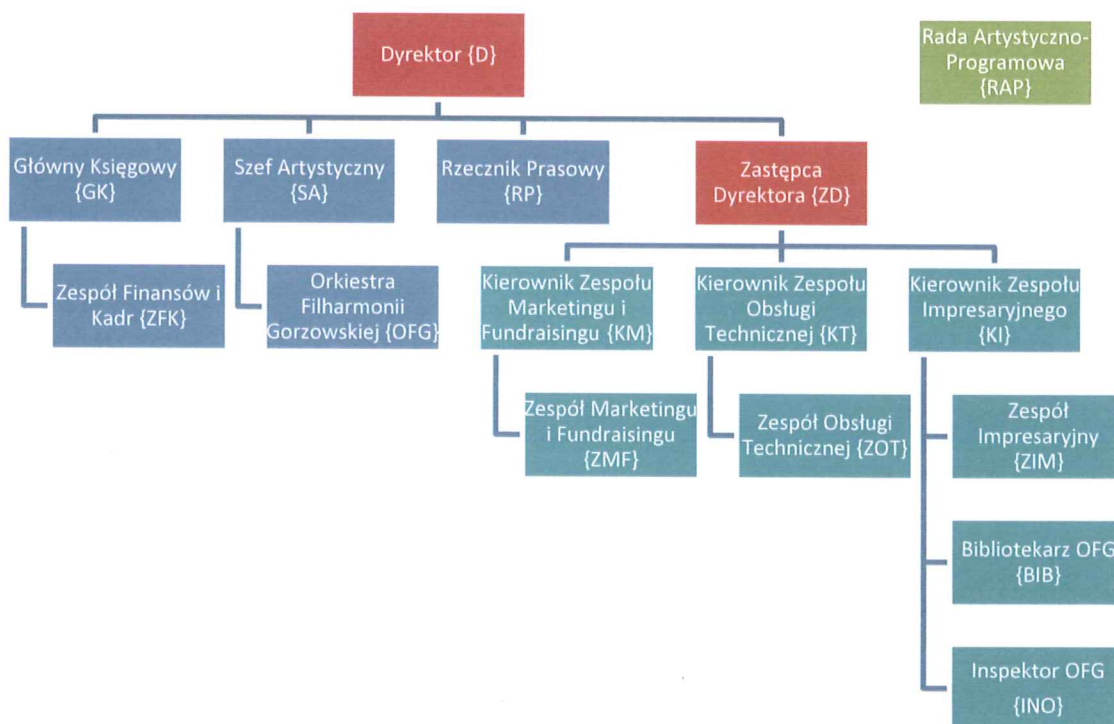 Dyrektor {D}
Rada Artystyczno-
Programowa
{RAP}
Główny Księgowy
{GK}
Szef Artystyczny
{SA}
Rzecznik Prasowy
{RP}
Zastępca
Dyrektora {ZD}
Zespół Finansów i
Kadr {ZFK}
Orkiestra
Filharmonii
Gorzowskiej {OFG}
Kierownik Zespołu
Marketingu i
Fundraisingu {KM}
Kierownik Zespołu
Obsługi
Technicznej {KT}
Kierownik Zespołu
Impresaryjnego
{KI}
Zespół Marketingu
i Fundraisingu
{ZMF}
Zespół Obsługi
Technicznej {ZOT}
Zespół
Impresaryjny
{ZIM}
Bibliotekarz OFG
{BIB}
Inspektor OFG
{INO}